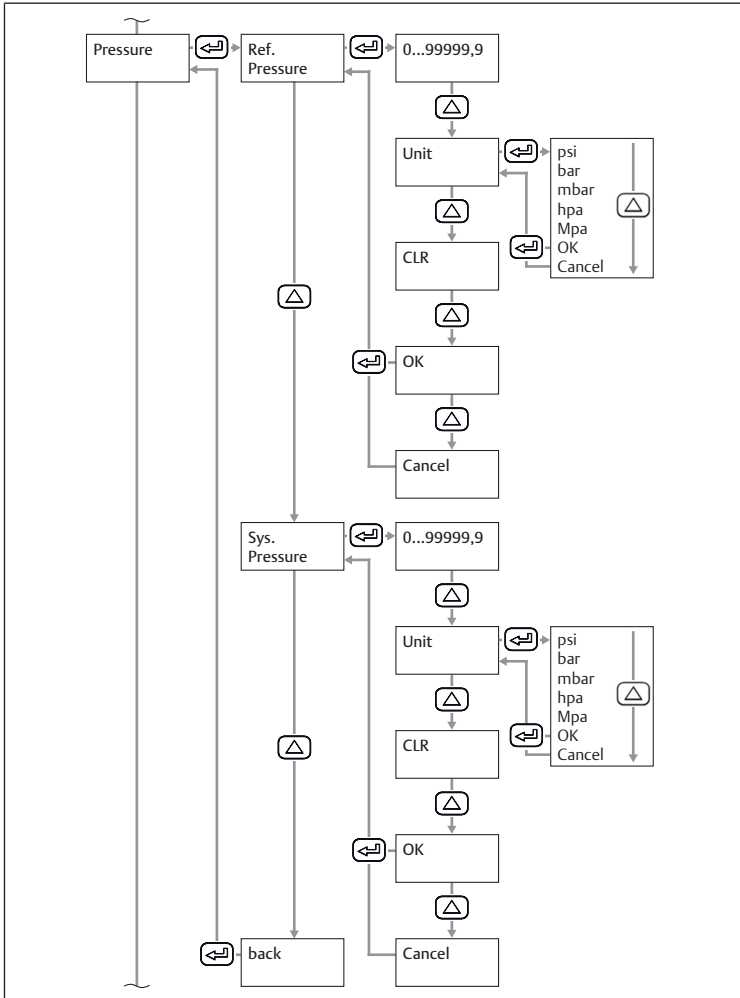 Pressure
Ref.
Pressure
0...99999,9
Unit
psi
bar
mbar
hpa
Mpa
OK
Cancel
CLR
OK
Cancel
Sys.
Pressure
0...99999,9
Unit
psi
bar
mbar
hpa
Mpa
OK
Cancel
CLR
OK
back
Cancel